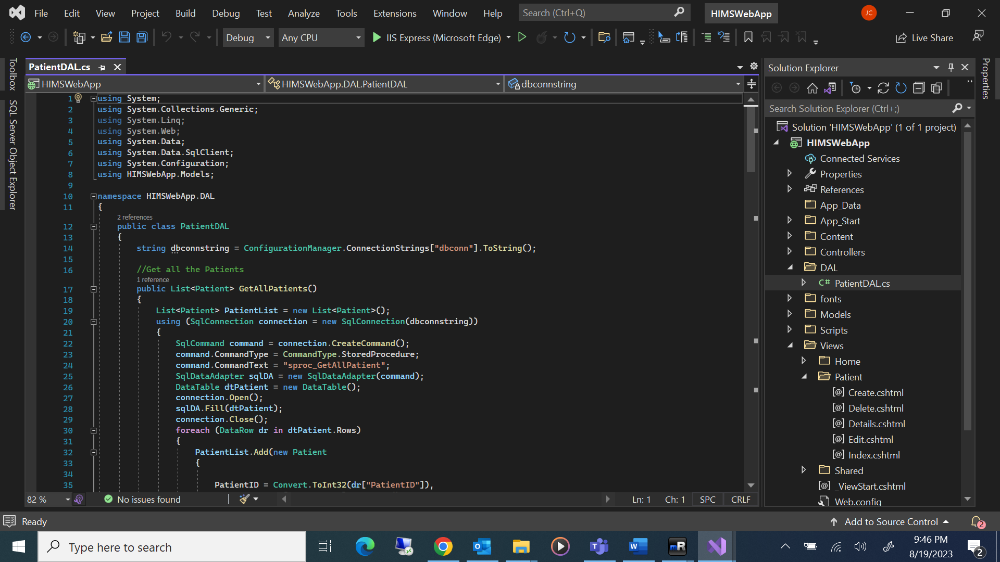 File Edit View Project Build Debug Test Analyze Tools Extensions Window Help Search (Ctrl+Q) HIMSWebApp JC
Debug Any CPU IIS Express (Microsoft Edge) Live Share
Toolbox
SQL Server Object Explorer
PatientDAL.cs
HIMSWebApp HIMSWebApp.DAL.PatientDAL dbconnstring
1 using System;
2 using System.Collections.Generic;
3 using System.Linq;
4 using System.Web;
5 using System.Data;
6 using System.Data.SqlClient;
7 using System.Configuration;
8 using HIMSWebApp.Models;
9
10 namespace HIMSWebApp.DAL
11 {
2 references
12 public class PatientDAL
13 {
14 string dbconnstring = ConfigurationManager.ConnectionStrings["dbconn"].ToString();
15
16 //Get all the Patients
1 reference
17 public List<Patient> GetAllPatients()
18 {
19 List<Patient> PatientList = new List<Patient>();
20 using (SqlConnection connection = new SqlConnection(dbconnstring))
21 {
22 SqlCommand command = connection.CreateCommand();
23 command.CommandType = CommandType.StoredProcedure;
24 command.CommandText = "sproc_GetAllPatient";
25 SqlDataAdapter sqlDA = new SqlDataAdapter(command);
26 DataTable dtPatient = new DataTable();
27 connection.Open();
28 sqlDA.Fill(dtPatient);
29 connection.Close();
30 foreach (DataRow dr in dtPatient.Rows)
31 {
32 PatientList.Add(new Patient
33 {
34
35 PatientID = Convert.ToInt32(dr["PatientID"]),
82 % No issues found Ln: 1 Ch: 1 SPC CRLF
Solution Explorer
Search Solution Explorer (Ctrl+;)
Solution 'HIMSWebApp' (1 of 1 project)
HIMSWebApp
Connected Services
Properties
References
App_Data
App_Start
Content
Controllers
DAL
C# PatientDAL.cs
fonts
Models
Scripts
Views
Home
Patient
[@] Create.cshtml
[@] Delete.cshtml
[@] Details.cshtml
[@] Edit.cshtml
[@] Index.cshtml
Shared
[@] _ViewStart.cshtml
Web.config
Properties
Ready Add to Source Control 2
Type here to search
9:46 PM
8/19/2023
2